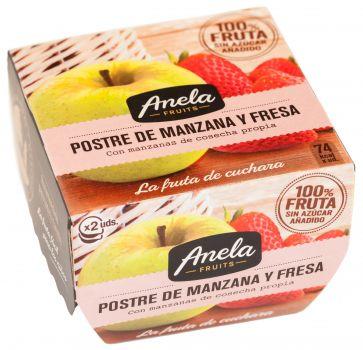 100%
FRUTA
SIN AZÚCAR
AÑADIDO
Anela
FRUITS
POSTRE DE MANZANA Y FRESA
Con manzanas de cosecha propia
74
La fruta de cuchara
x2 uds.
100%
FRUTA
SIN AZÚCAR
AÑADIDO
Anela
FRUITS
POSTRE DE MANZANA Y FRESA
Con manzanas de cosecha propia
La fruta de cuchara